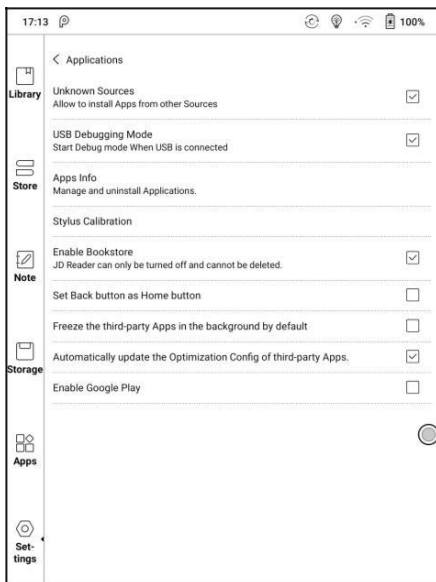 17:13
100%
Applications
Library
Unknown Sources
Allow to install Apps from other Sources
USB Debugging Mode
Start Debug mode When USB is connected
Store
Apps Info
Manage and uninstall Applications.
Stylus Calibration
Note
Enable Bookstore
JD Reader can only be turned off and cannot be deleted.
Set Back button as Home button
Freeze the third-party Apps in the background by default
Storage
Automatically update the Optimization Config of third-party Apps.
Enable Google Play
Apps
Set-
tings